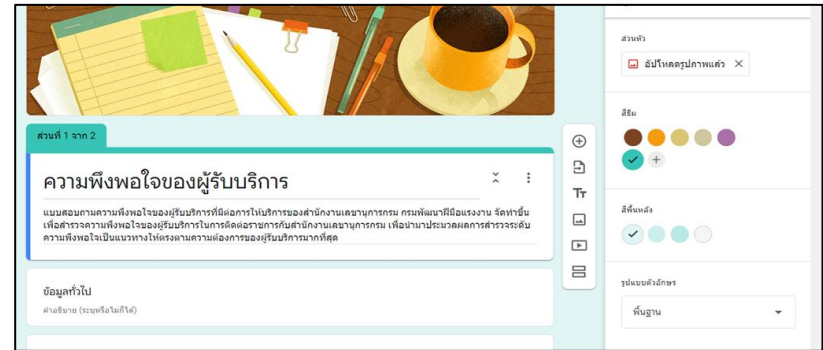 ส่วนที่ 1 จาก 2
ความพึงพอใจของผู้รับบริการ
แบบสอบถามความพึงพอใจของผู้รับบริการที่มีต่อการให้บริการของสำนักงานเลขานุการกรม กรมพัฒนาฝีมือแรงงาน จัดทำขึ้น
เพื่อสำรวจความพึงพอใจของผู้รับบริการในการติดต่อราชการกับสำนักงานเลขานุการกรม เพื่อนำมาประมวลผลการสำรวจระดับ
ความพึงพอใจเป็นแนวทางให้ตรงตามความต้องการของผู้รับบริการมากที่สุด
ข้อมูลทั่วไป
คำอธิบาย (ระบุหรือไม่ก็ได้)
Tт
ส่วนหัว
อัปโหลดรูปภาพแล้ว
สีธีม
สีพื้นหลัง
รูปแบบตัวอักษร
พื้นฐาน